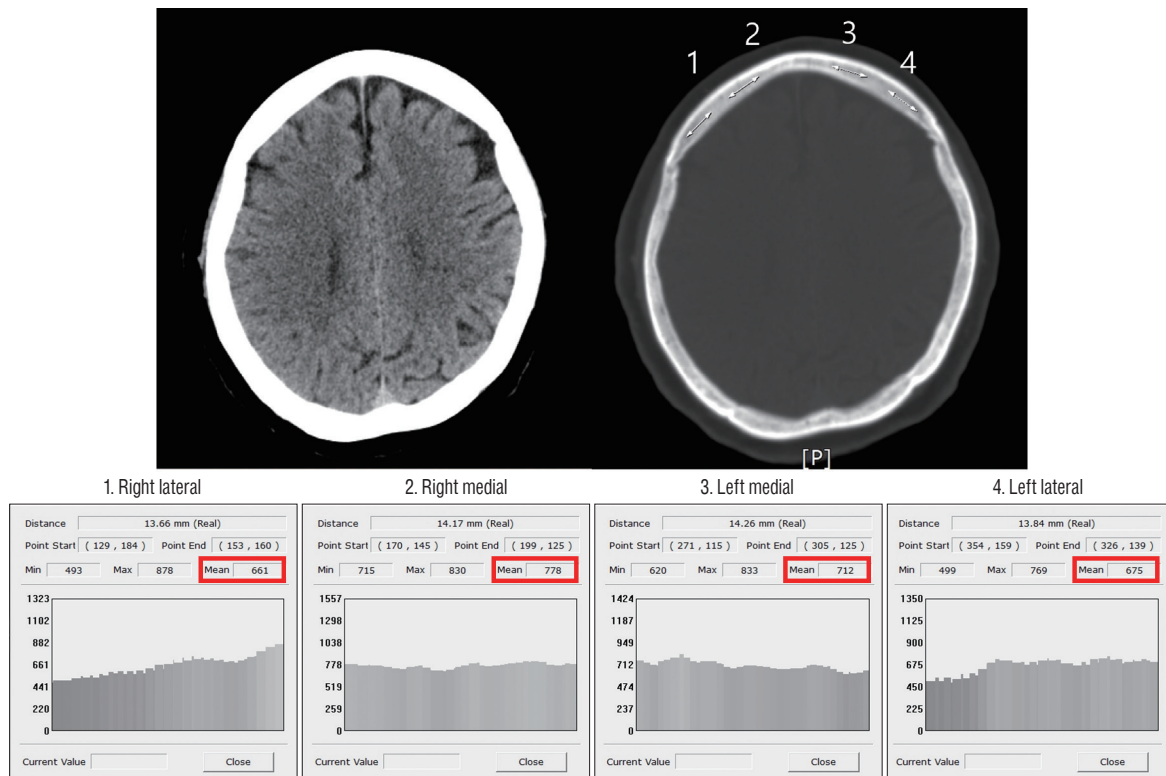 1 2 3 4
[P]
1. Right lateral
Distance 13.66 mm (Real)
Point Start ( 129 , 184 ) Point End ( 153 , 160 )
Min 493 Max 878 Mean 661
1323
1102
882
661
441
220
0
Current Value Close
2. Right medial
Distance 14.17 mm (Real)
Point Start ( 170 , 145 ) Point End ( 199 , 125 )
Min 715 Max 830 Mean 778
1557
1298
1038
778
519
259
0
Current Value Close
3. Left medial
Distance 14.26 mm (Real)
Point Start ( 271 , 115 ) Point End ( 305 , 125 )
Min 620 Max 833 Mean 712
1424
1187
949
712
474
237
0
Current Value Close
4. Left lateral
Distance 13.84 mm (Real)
Point Start ( 354 , 159 ) Point End ( 326 , 139 )
Min 499 Max 769 Mean 675
1350
1125
900
675
450
225
0
Current Value Close